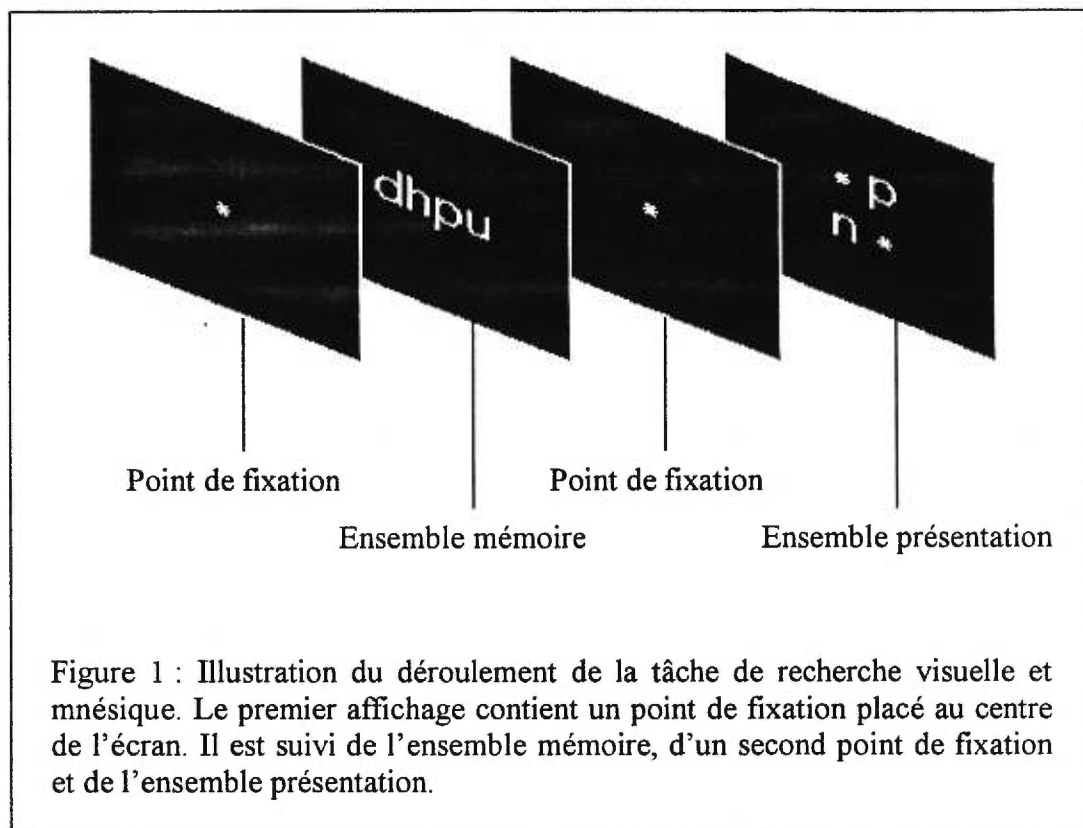 *
dhpu
*
* p
n *
Point de fixation
Point de fixation
Ensemble mémoire
Ensemble présentation
Figure 1 : Illustration du déroulement de la tâche de recherche visuelle et
mnésique. Le premier affichage contient un point de fixation placé au centre
de l'écran. Il est suivi de l'ensemble mémoire, d'un second point de fixation
et de l'ensemble présentation.